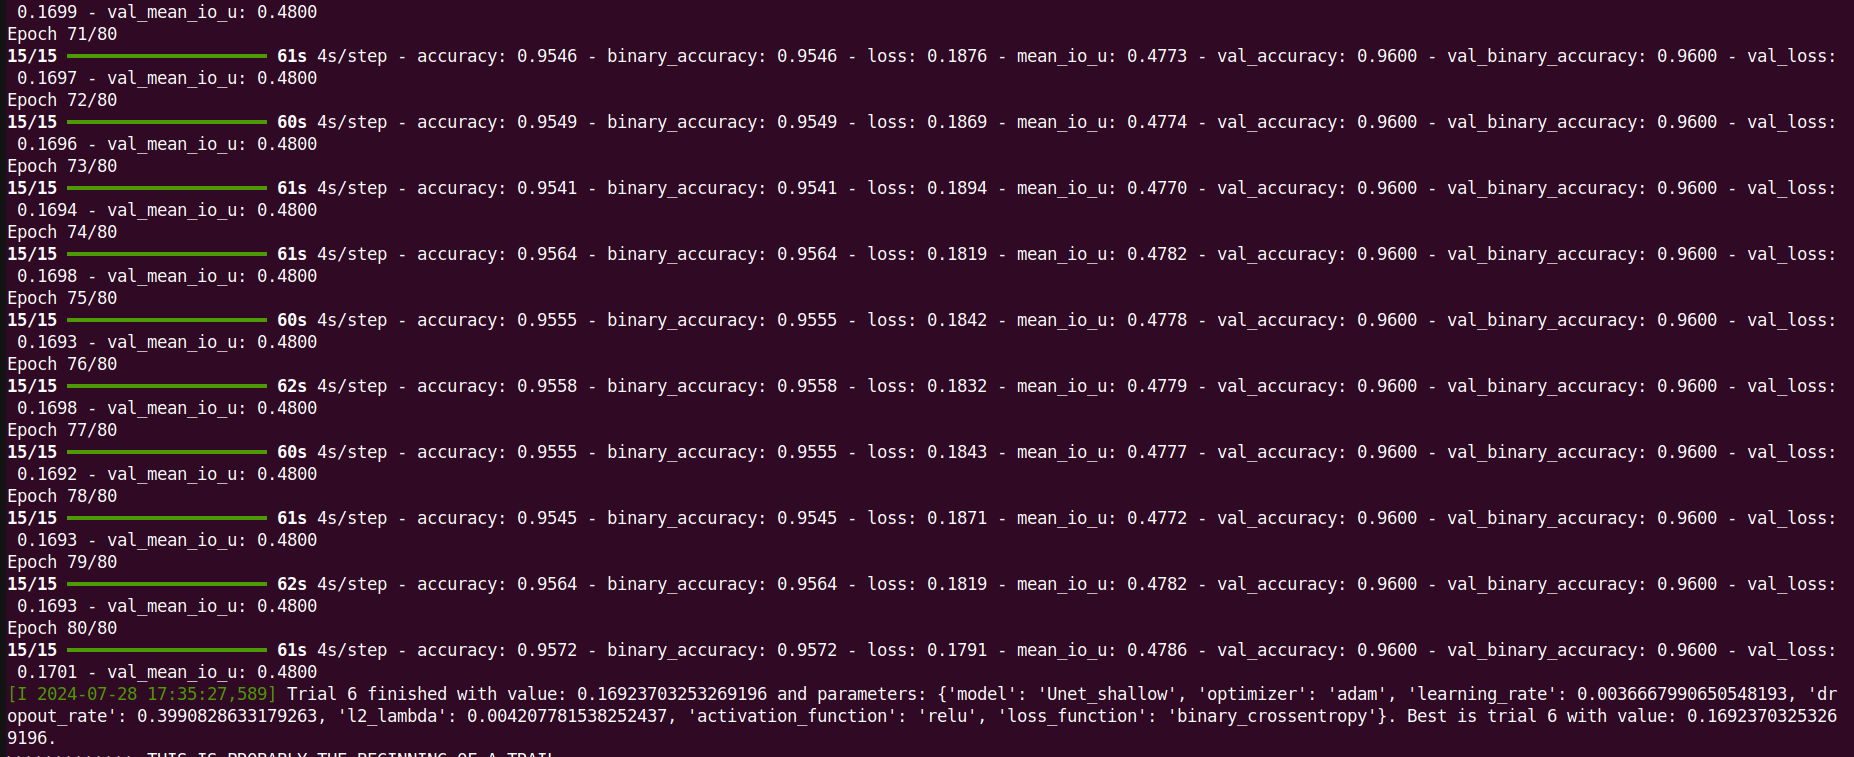 0.1699 - val_mean_io_u: 0.4800
Epoch 71/80
15/15 61s 4s/step - accuracy: 0.9546 - binary_accuracy: 0.9546 - loss: 0.1876 - mean_io_u: 0.4773 - val_accuracy: 0.9600 - val_binary_accuracy: 0.9600 - val_loss:
0.1697 - val_mean_io_u: 0.4800
Epoch 72/80
15/15 60s 4s/step - accuracy: 0.9549 - binary_accuracy: 0.9549 - loss: 0.1869 - mean_io_u: 0.4774 - val_accuracy: 0.9600 - val_binary_accuracy: 0.9600 - val_loss:
0.1696 - val_mean_io_u: 0.4800
Epoch 73/80
15/15 61s 4s/step - accuracy: 0.9541 - binary_accuracy: 0.9541 - loss: 0.1894 - mean_io_u: 0.4770 - val_accuracy: 0.9600 - val_binary_accuracy: 0.9600 - val_loss:
0.1694 - val_mean_io_u: 0.4800
Epoch 74/80
15/15 61s 4s/step - accuracy: 0.9564 - binary_accuracy: 0.9564 - loss: 0.1819 - mean_io_u: 0.4782 - val_accuracy: 0.9600 - val_binary_accuracy: 0.9600 - val_loss:
0.1698 - val_mean_io_u: 0.4800
Epoch 75/80
15/15 60s 4s/step - accuracy: 0.9555 - binary_accuracy: 0.9555 - loss: 0.1842 - mean_io_u: 0.4778 - val_accuracy: 0.9600 - val_binary_accuracy: 0.9600 - val_loss:
0.1693 - val_mean_io_u: 0.4800
Epoch 76/80
15/15 62s 4s/step - accuracy: 0.9558 - binary_accuracy: 0.9558 - loss: 0.1832 - mean_io_u: 0.4779 - val_accuracy: 0.9600 - val_binary_accuracy: 0.9600 - val_loss:
0.1698 - val_mean_io_u: 0.4800
Epoch 77/80
15/15 60s 4s/step - accuracy: 0.9555 - binary_accuracy: 0.9555 - loss: 0.1843 - mean_io_u: 0.4777 - val_accuracy: 0.9600 - val_binary_accuracy: 0.9600 - val_loss:
0.1692 - val_mean_io_u: 0.4800
Epoch 78/80
15/15 61s 4s/step - accuracy: 0.9545 - binary_accuracy: 0.9545 - loss: 0.1871 - mean_io_u: 0.4772 - val_accuracy: 0.9600 - val_binary_accuracy: 0.9600 - val_loss:
0.1693 - val_mean_io_u: 0.4800
Epoch 79/80
15/15 62s 4s/step - accuracy: 0.9564 - binary_accuracy: 0.9564 - loss: 0.1819 - mean_io_u: 0.4782 - val_accuracy: 0.9600 - val_binary_accuracy: 0.9600 - val_loss:
0.1693 - val_mean_io_u: 0.4800
Epoch 80/80
15/15 61s 4s/step - accuracy: 0.9572 - binary_accuracy: 0.9572 - loss: 0.1791 - mean_io_u: 0.4786 - val_accuracy: 0.9600 - val_binary_accuracy: 0.9600 - val_loss:
0.1701 - val_mean_io_u: 0.4800
[I 2024-07-28 17:35:27,589] Trial 6 finished with value: 0.16923703253269196 and parameters: {'model': 'Unet_shallow', 'optimizer': 'adam', 'learning_rate': 0.0036667990650548193, 'dr
opout_rate': 0.3990828633179263, 'l2_lambda': 0.004207781538252437, 'activation_function': 'relu', 'loss_function': 'binary_crossentropy'}. Best is trial 6 with value: 0.1692370325326
9196.
THIS IS PROBABLY THE BEGINNING OF A TRAIL